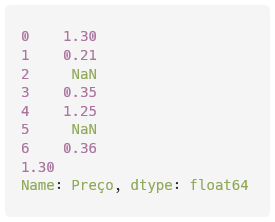 0    1.30
1    0.21
2     NaN
3    0.35
4    1.25
5     NaN
6    0.36
1.30
Name: Preço, dtype: float64